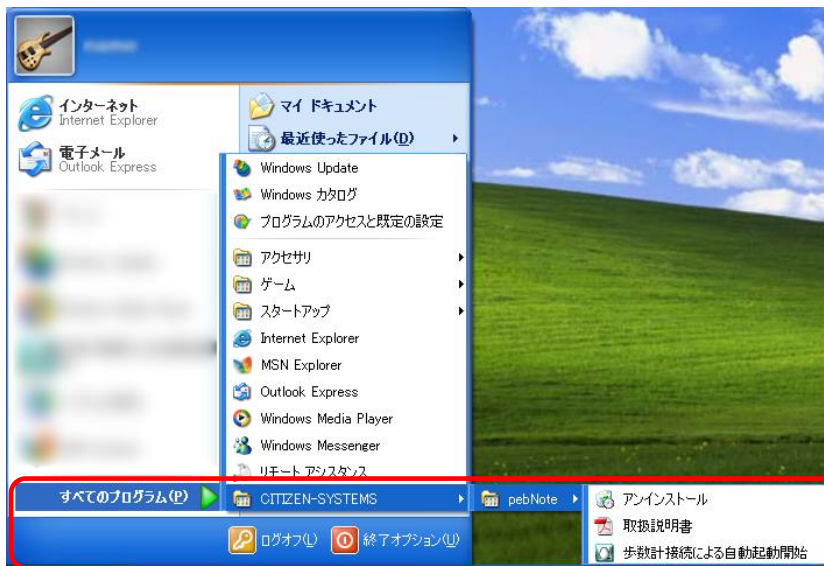 インターネット
Internet Explorer
電子メール
Outlook Express
マイ ドキュメント
最近使ったファイル(D)
Windows Update
Windows カタログ
プログラムのアクセスと既定の設定
アクセサリ
ゲーム
スタートアップ
Internet Explorer
MSN Explorer
Outlook Express
Windows Media Player
Windows Messenger
リモート アシスタンス
すべてのプログラム(P)
CITIZEN-SYSTEMS
pebNote
アンインストール
取扱説明書
歩数計接続による自動起動開始
ログオフ(L)
終了オプション(U)